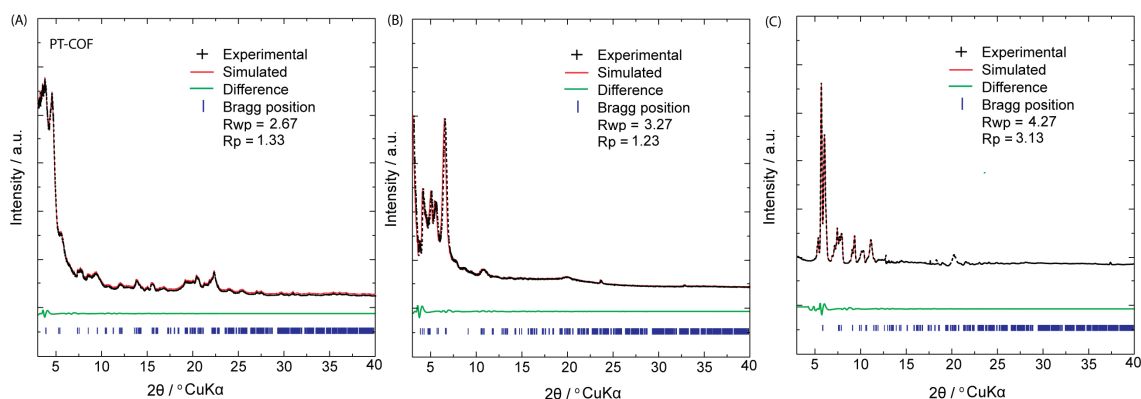 (A)
PT-COF
Experimental
Simulated
Difference
Bragg position
Rwp = 2.67
Rp = 1.33
Intensity / a.u.
5 10 15 20 25 30 35 40
2θ / °CuKα
(B)
Experimental
Simulated
Difference
Bragg position
Rwp = 3.27
Rp = 1.23
Intensity / a.u.
5 10 15 20 25 30 35 40
2θ / °CuKα
(C)
Experimental
Simulated
Difference
Bragg position
Rwp = 4.27
Rp = 3.13
Intensity / a.u.
5 10 15 20 25 30 35 40
2θ / °CuKα